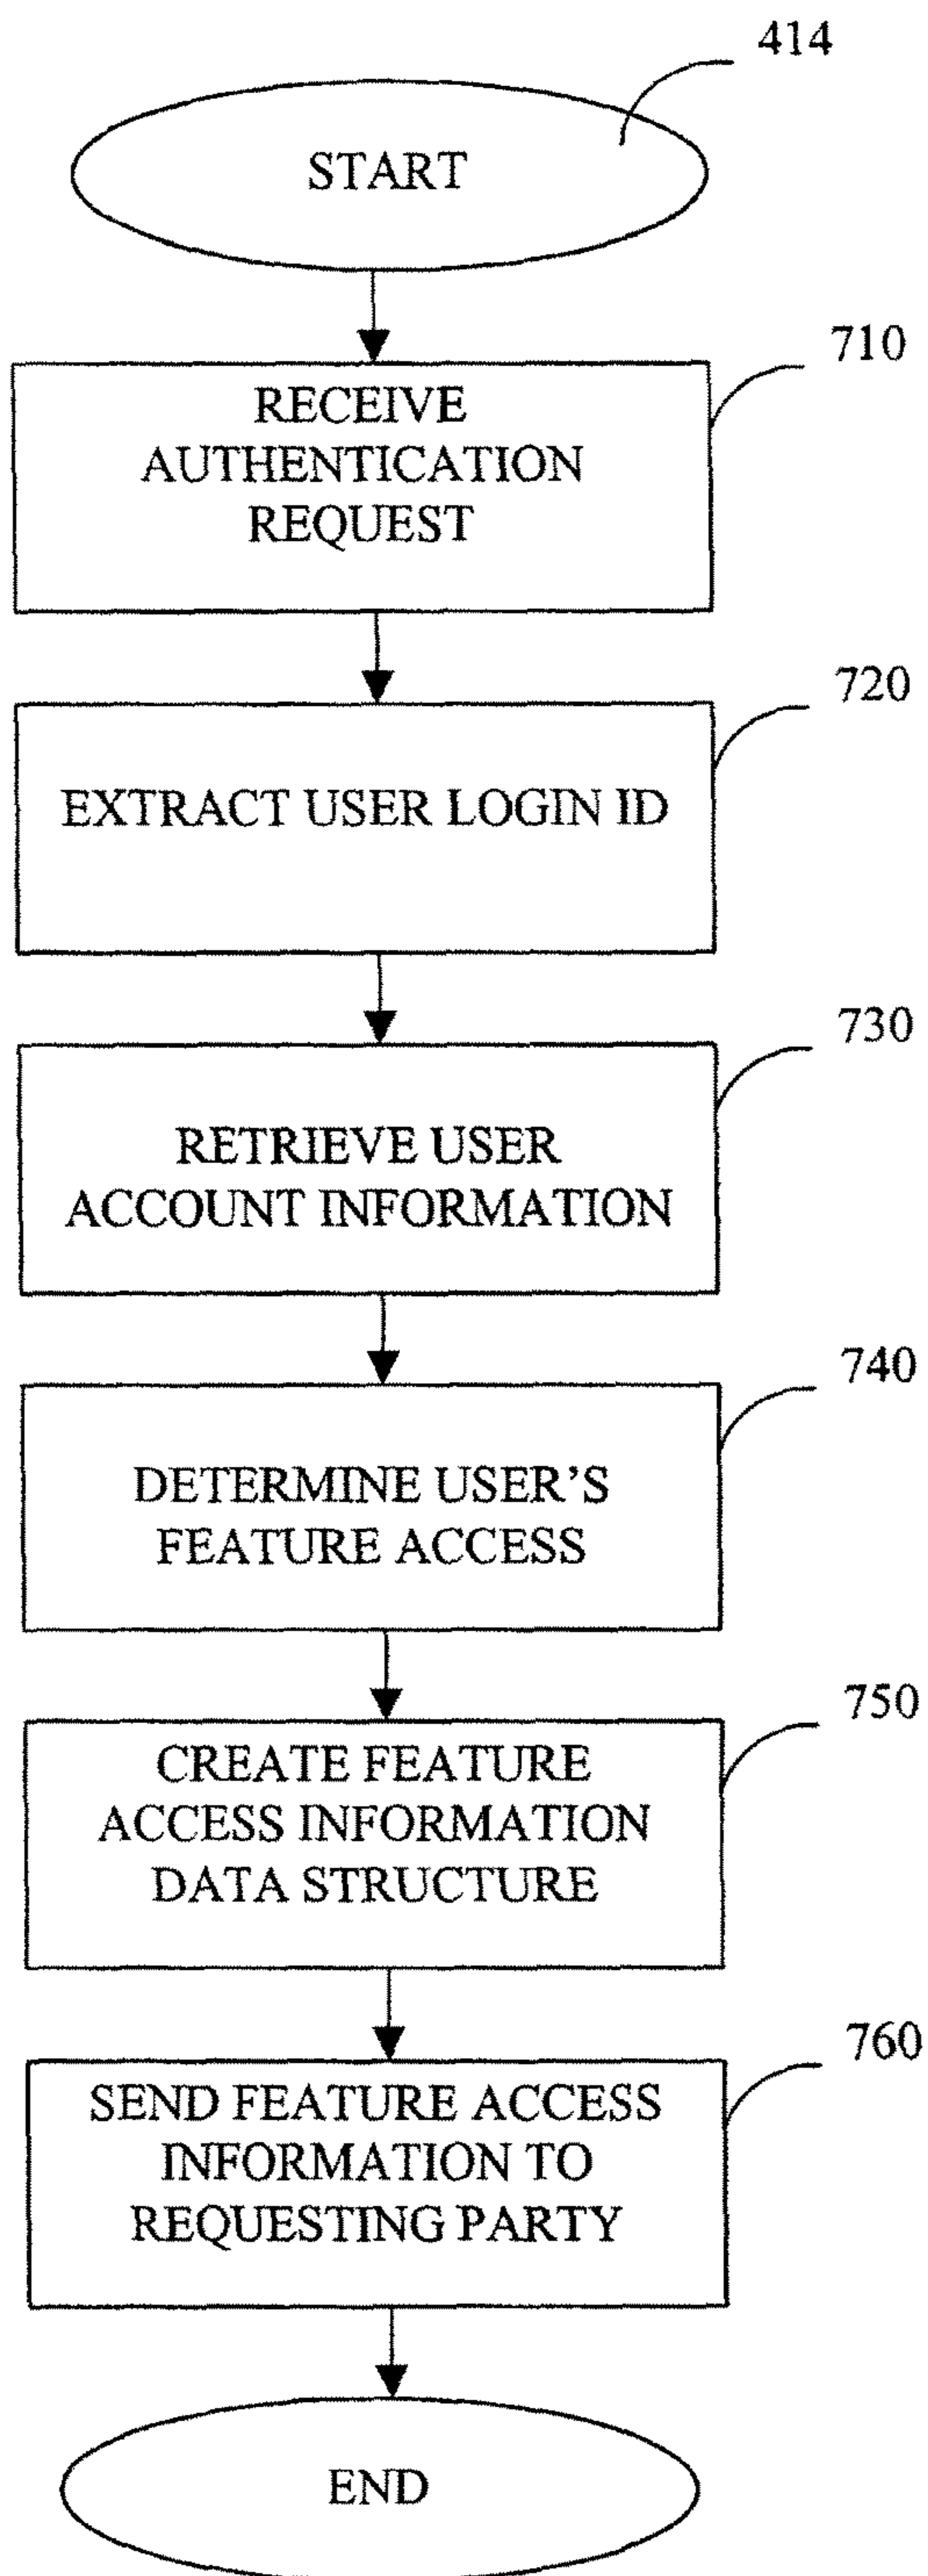 414
START
710
RECEIVE
AUTHENTICATION
REQUEST
720
EXTRACT USER LOGIN ID
730
RETRIEVE USER
ACCOUNT INFORMATION
740
DETERMINE USER'S
FEATURE ACCESS
750
CREATE FEATURE
ACCESS INFORMATION
DATA STRUCTURE
760
SEND FEATURE ACCESS
INFORMATION TO
REQUESTING PARTY
END